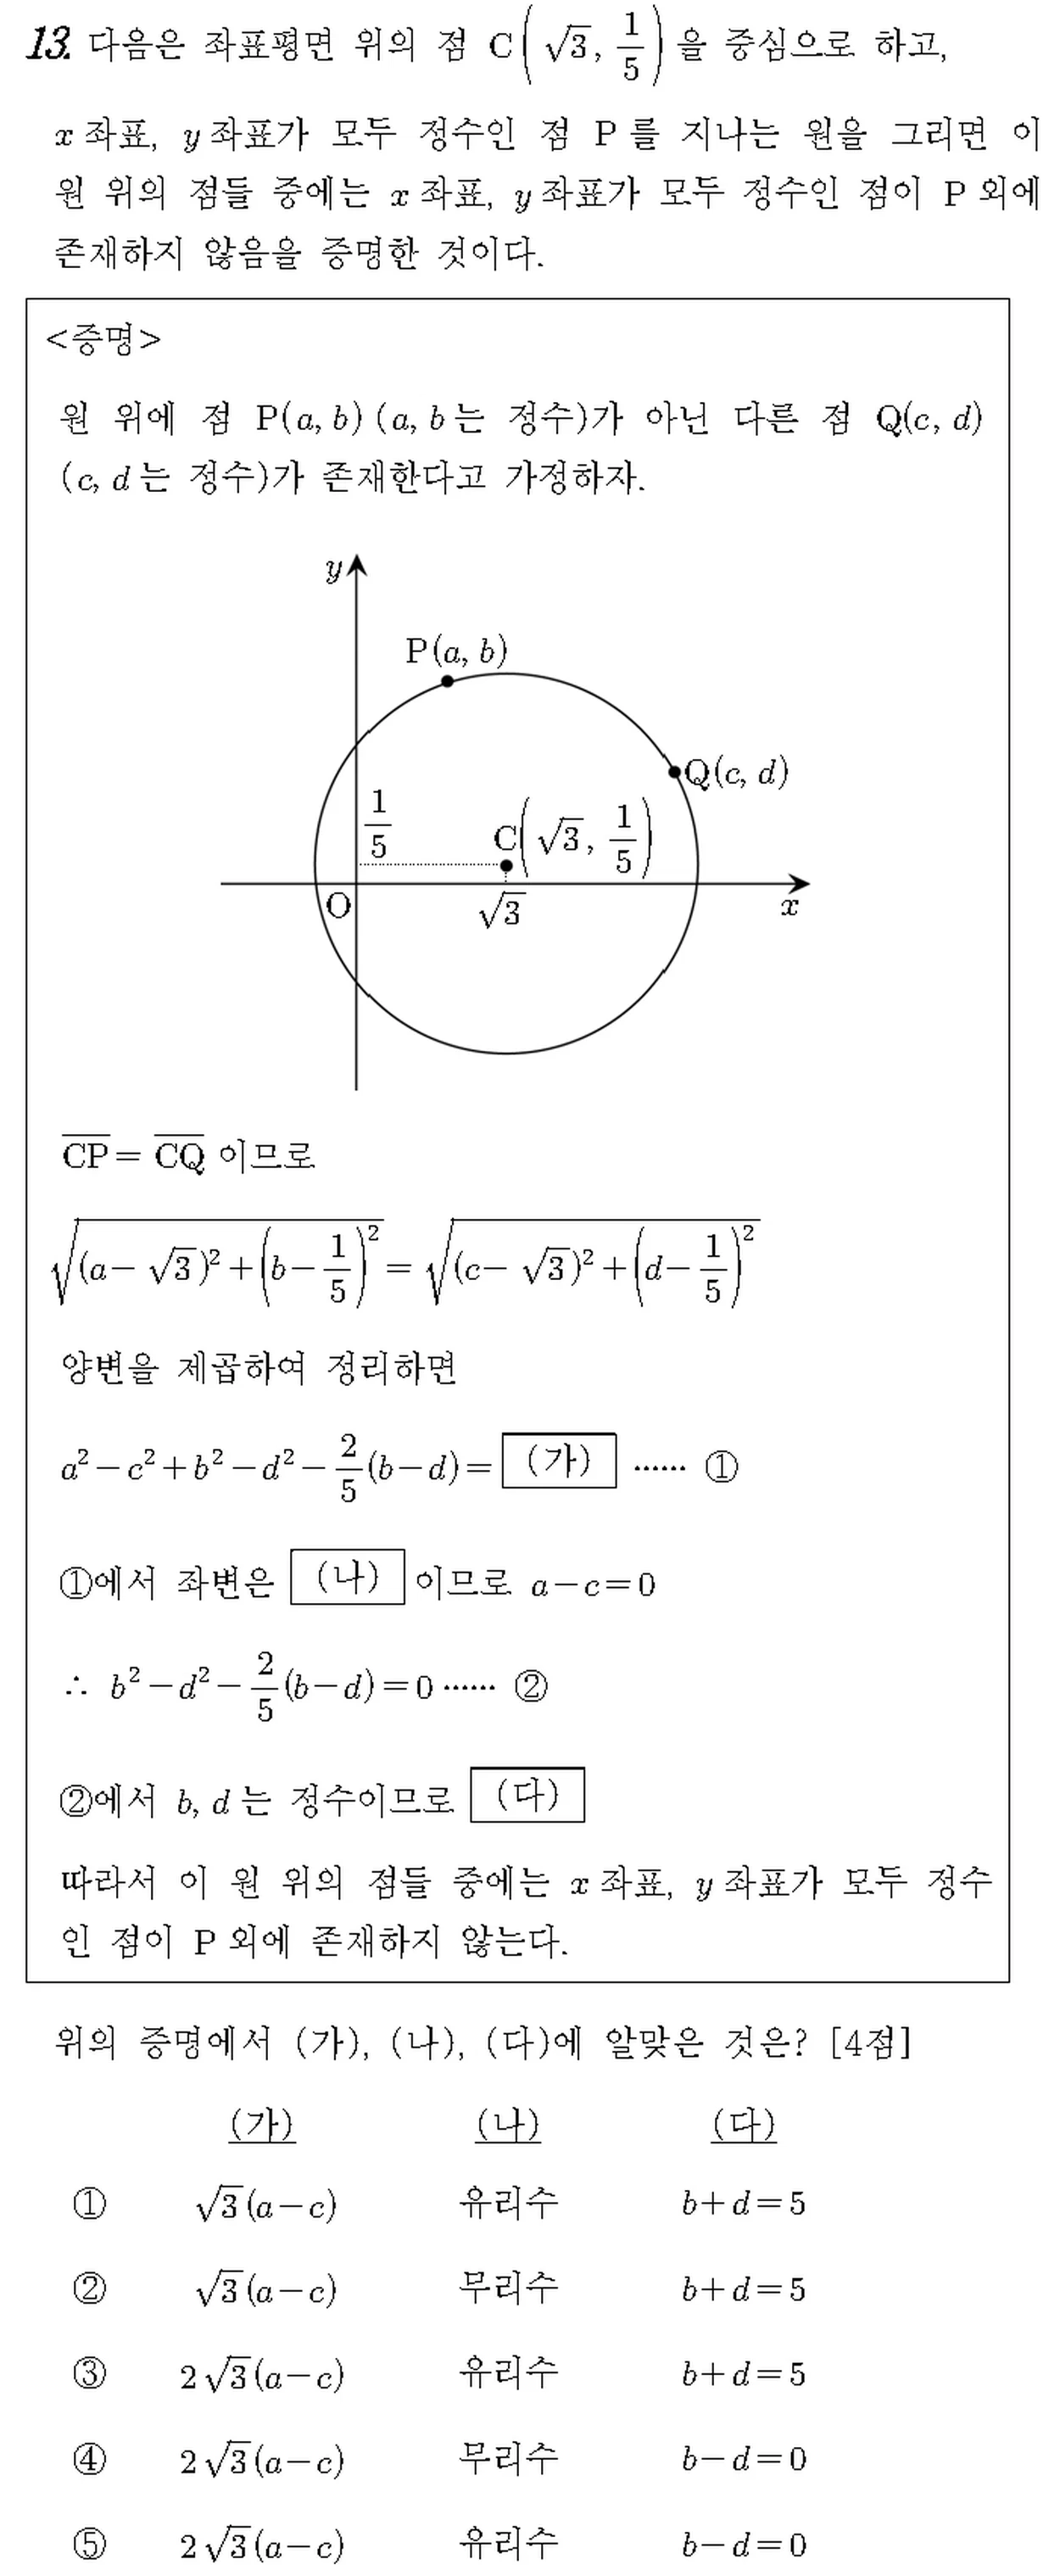 13. 다음은 좌표평면 위의 점 C(√3, 1/5)을 중심으로 하고,
x좌표, y좌표가 모두 정수인 점 P를 지나는 원을 그리면 이
원 위의 점들 중에는 x좌표, y좌표가 모두 정수인 점이 P외에
존재하지 않음을 증명한 것이다.
<증명>
원 위에 점 P(a, b) (a, b는 정수)가 아닌 다른 점 Q(c, d)
(c, d는 정수)가 존재한다고 가정하자.
y
P(a, b)
Q(c, d)
1/5
C(√3, 1/5)
O
√3
x
CP = CQ 이므로
√((a-√3)²+(b-1/5)²) = √((c-√3)²+(d-1/5)²)
양변을 제곱하여 정리하면
a²-c²+b²-d²-2/5(b-d)= (가) …… ①
①에서 좌변은 (나) 이므로 a-c=0
∴ b²-d²-2/5(b-d)=0 …… ②
②에서 b, d는 정수이므로 (다)
따라서 이 원 위의 점들 중에는 x좌표, y좌표가 모두 정수
인 점이 P외에 존재하지 않는다.
위의 증명에서 (가), (나), (다)에 알맞은 것은? [4점]
(가) (나) (다)
① √3(a-c) 유리수 b+d=5
② √3(a-c) 무리수 b+d=5
③ 2√3(a-c) 유리수 b+d=5
④ 2√3(a-c) 무리수 b-d=0
⑤ 2√3(a-c) 유리수 b-d=0